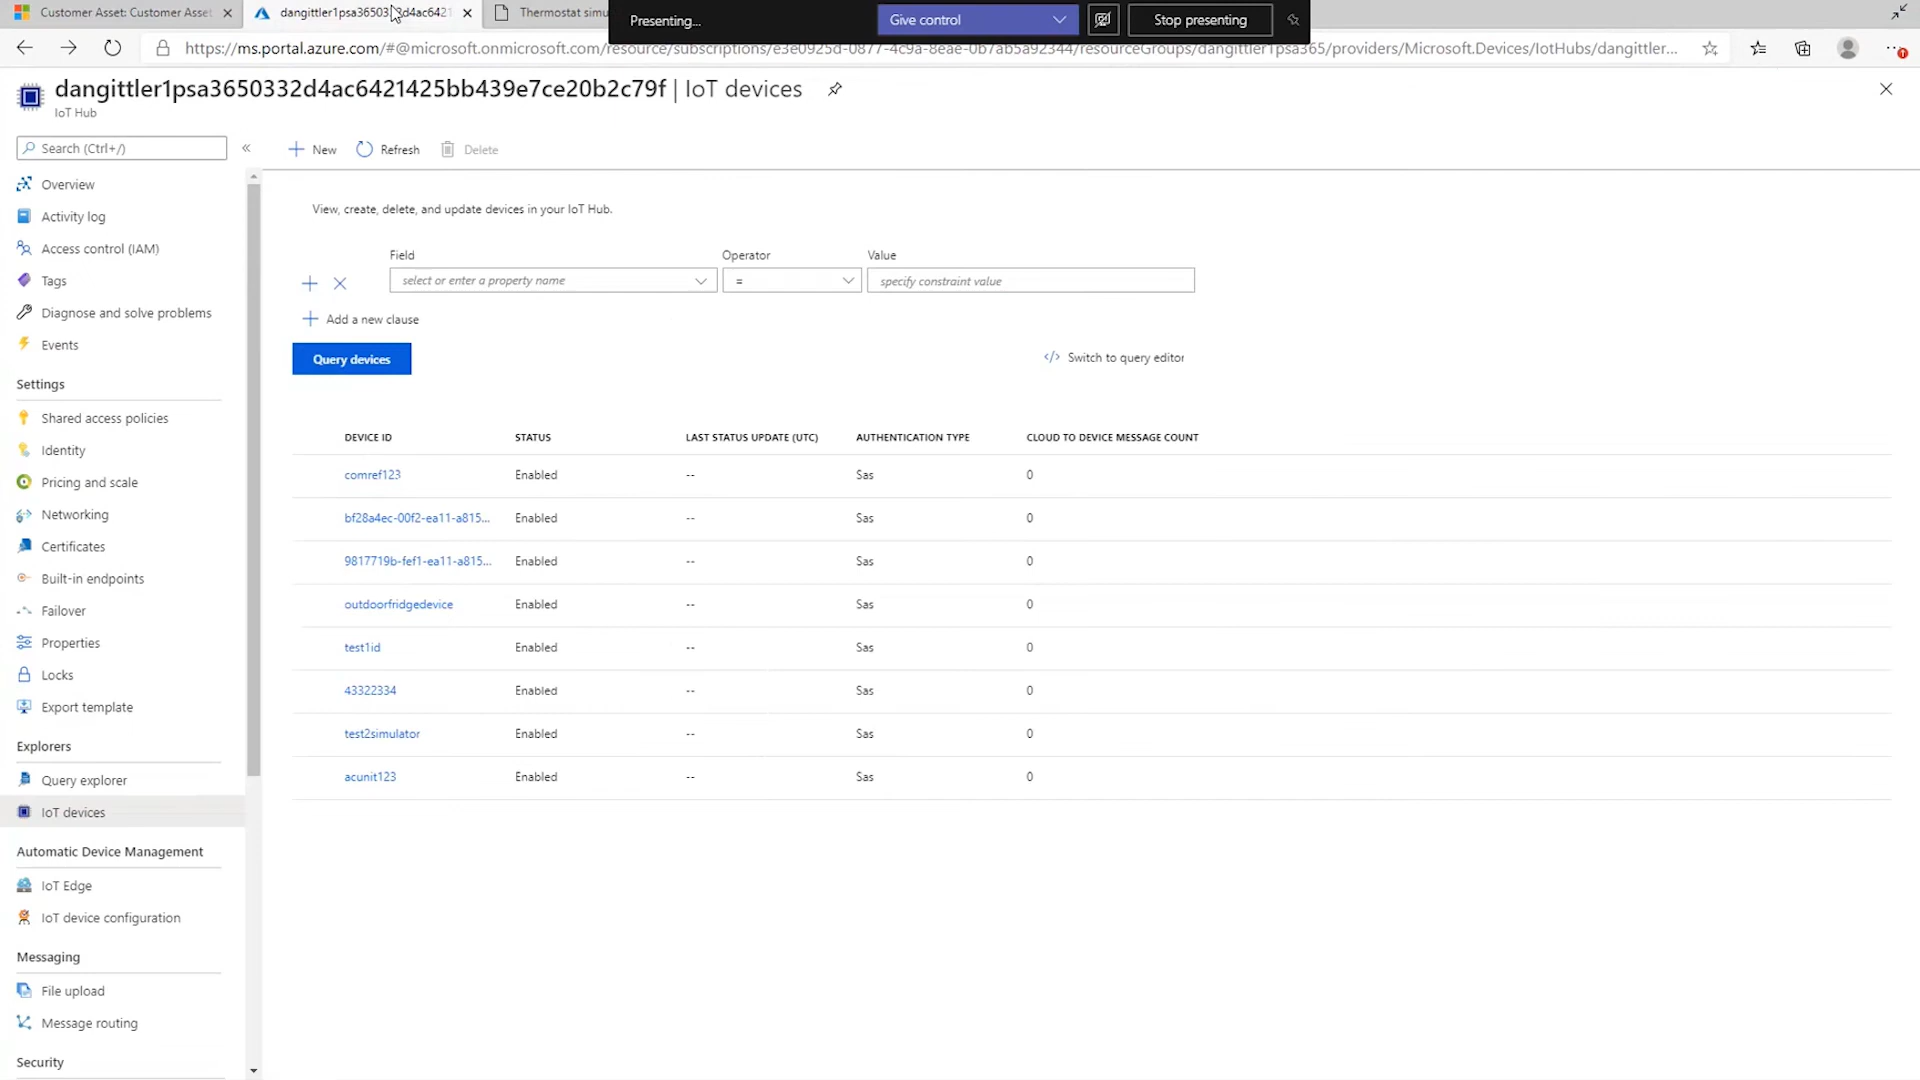 Customer Asset: Customer Asset
dangittler1psa3650332d4ac6421
Thermostat simu
Presenting...
Give control
Stop presenting
https://ms.portal.azure.com/#@microsoft.onmicrosoft.com/resource/subscriptions/e3e0925d-0877-4c9a-8eae-0b7ab5a92344/resourceGroups/dangittler1psa365/providers/Microsoft.Devices/IotHubs/dangittler...
dangittler1psa3650332d4ac6421425bb439e7ce20b2c79f | IoT devices
IoT Hub
Search (Ctrl+/)
«
New
Refresh
Delete
Overview
Activity log
Access control (IAM)
Tags
Diagnose and solve problems
Events
Settings
Shared access policies
Identity
Pricing and scale
Networking
Certificates
Built-in endpoints
Failover
Properties
Locks
Export template
Explorers
Query explorer
IoT devices
Automatic Device Management
IoT Edge
IoT device configuration
Messaging
File upload
Message routing
Security
View, create, delete, and update devices in your IoT Hub.
Field
Operator
Value
select or enter a property name
=
specify constraint value
Add a new clause
Query devices
</> Switch to query editor
DEVICE ID STATUS LAST STATUS UPDATE (UTC) AUTHENTICATION TYPE CLOUD TO DEVICE MESSAGE COUNT
comref123 Enabled -- Sas 0
bf28a4ec-00f2-ea11-a815... Enabled -- Sas 0
9817719b-fef1-ea11-a815... Enabled -- Sas 0
outdoorfridgedevice Enabled -- Sas 0
test1id Enabled -- Sas 0
43322334 Enabled -- Sas 0
test2simulator Enabled -- Sas 0
acunit123 Enabled -- Sas 0